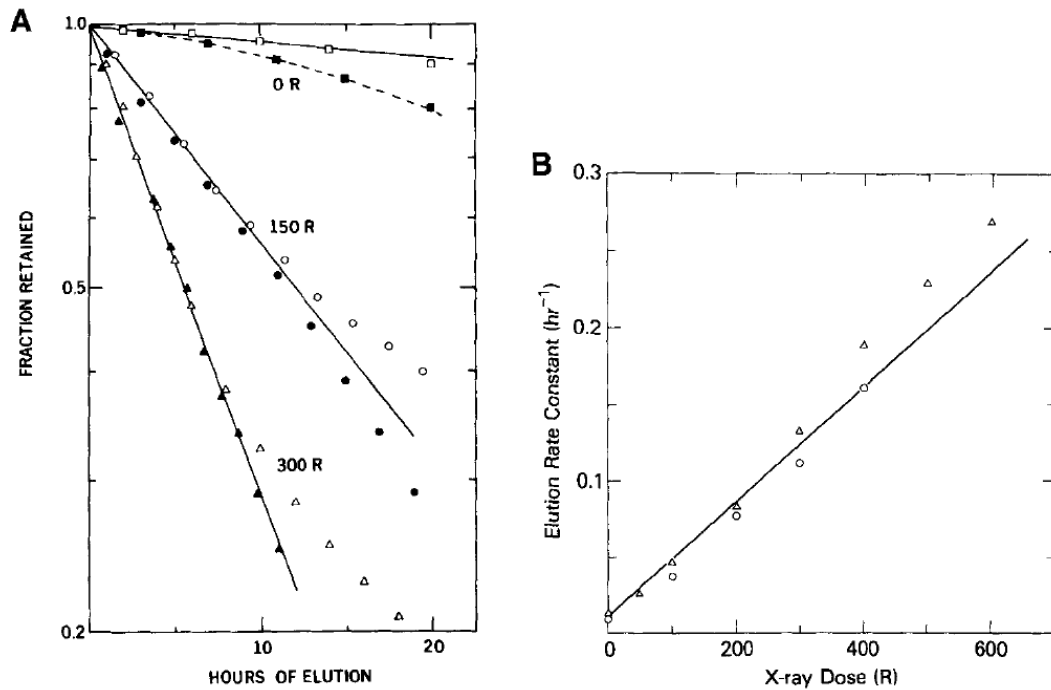 A
1.0
0 R
150 R
0.5
300 R
0.2
10
20
FRACTION RETAINED
HOURS OF ELUTION
B
0.3
0.2
0.1
0
200
400
600
Elution Rate Constant (hr⁻¹)
X-ray Dose (R)